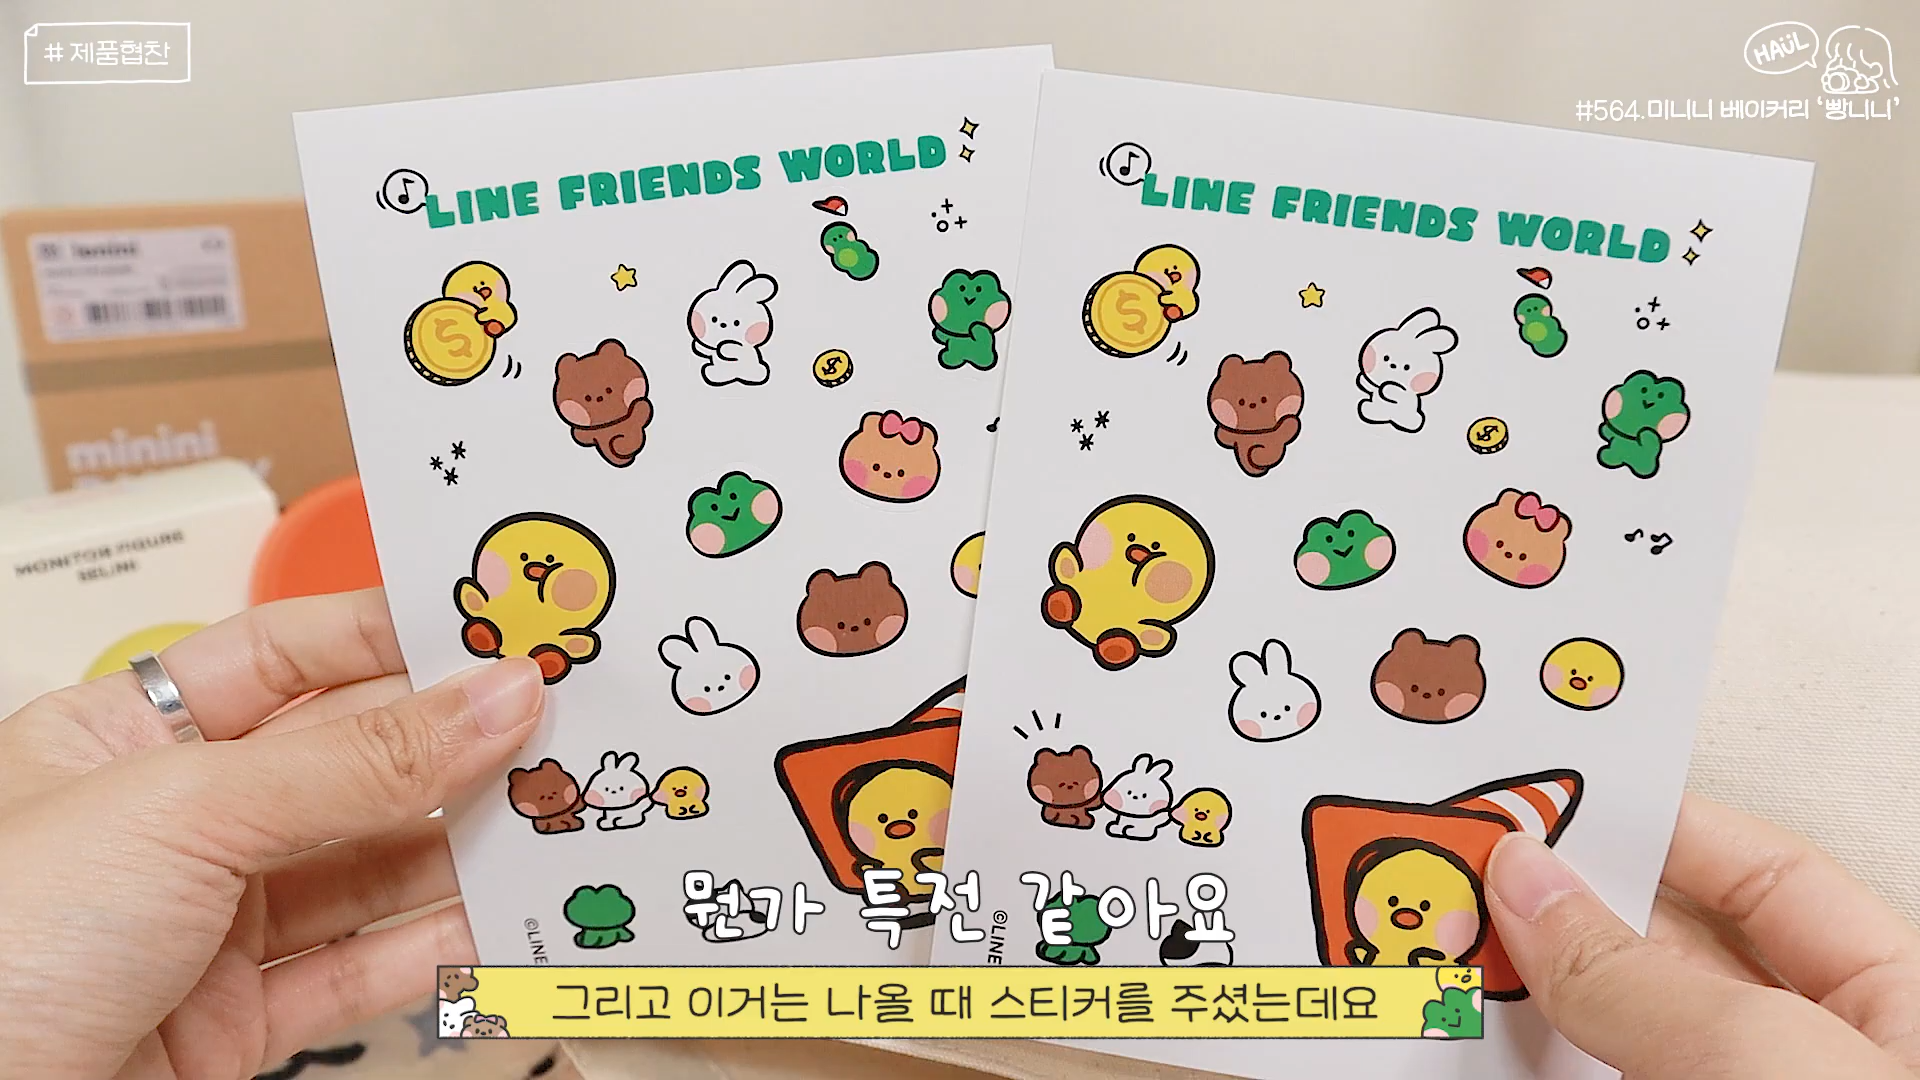 # 제품협찬
HAÜL
#564.미니니 베이커리 ‘빵니니’
LINE FRIENDS WORLD
LINE FRIENDS WORLD
minini
MONITOR FIGURE
SELINI
©LINE
©LINE
뭔가 특전 같아요
그리고 이거는 나올 때 스티커를 주셨는데요